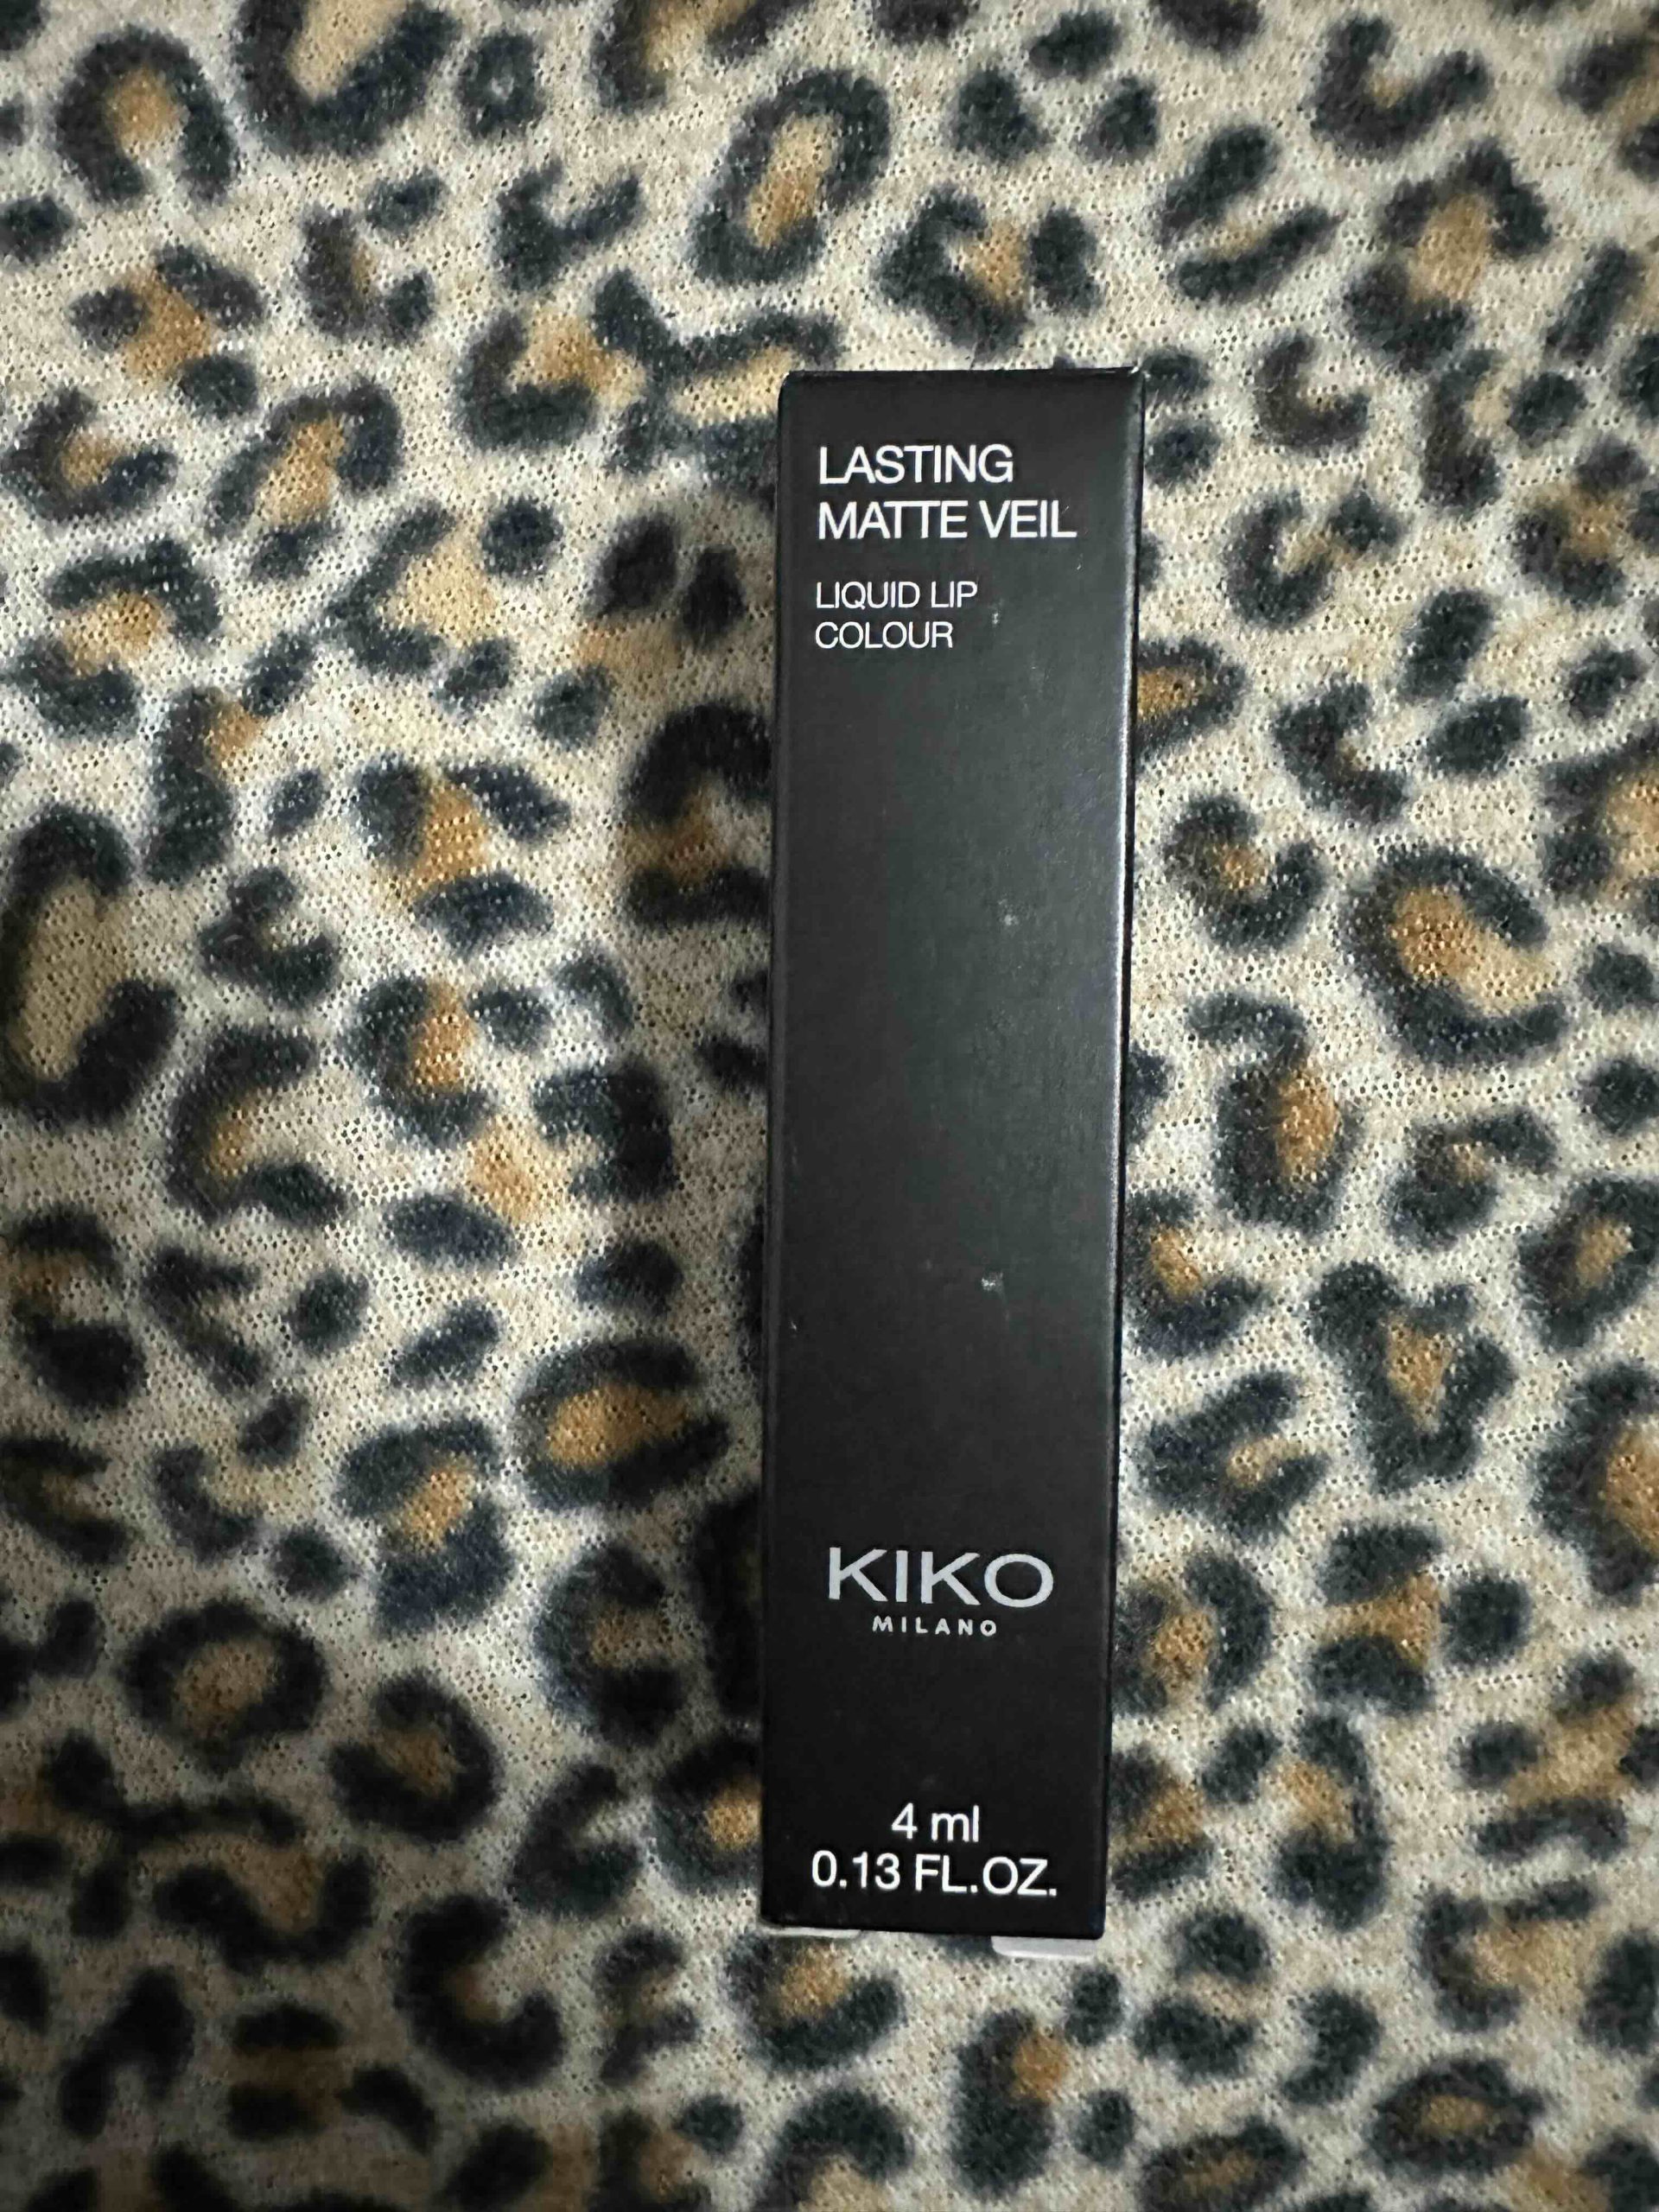 LASTING
MATTE VEIL
LIQUID LIP
COLOUR
KIKO
MILANO
4 ml
0.13 FL.OZ.